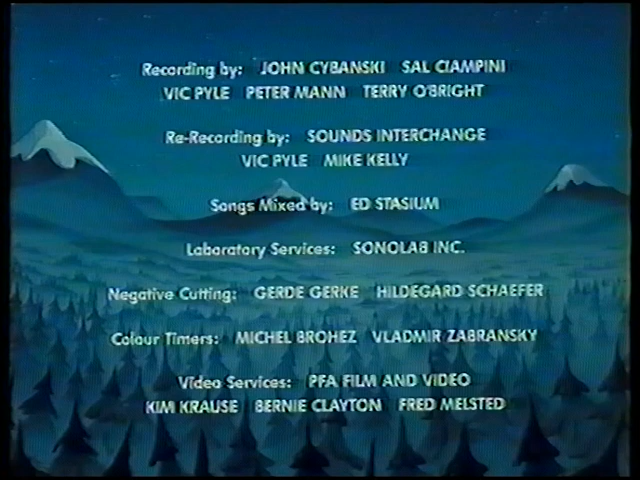 Recording by: JOHN CYBANSKI SAL CIAMPINI
VIC PYLE PETER MANN TERRY O'BRIGHT
Re-Recording by: SOUNDS INTERCHANGE
VIC PYLE MIKE KELLY
Songs Mixed by: ED STASIUM
Laboratory Services: SONOLAB INC.
Negative Cutting: GERDE GERKE HILDEGARD SCHAEFER
Colour Timers: MICHEL BROHEZ VLADMIR ZABRANSKY
Video Services: PFA FILM AND VIDEO
KIM KRAUSE BERNIE CLAYTON FRED MELSTED